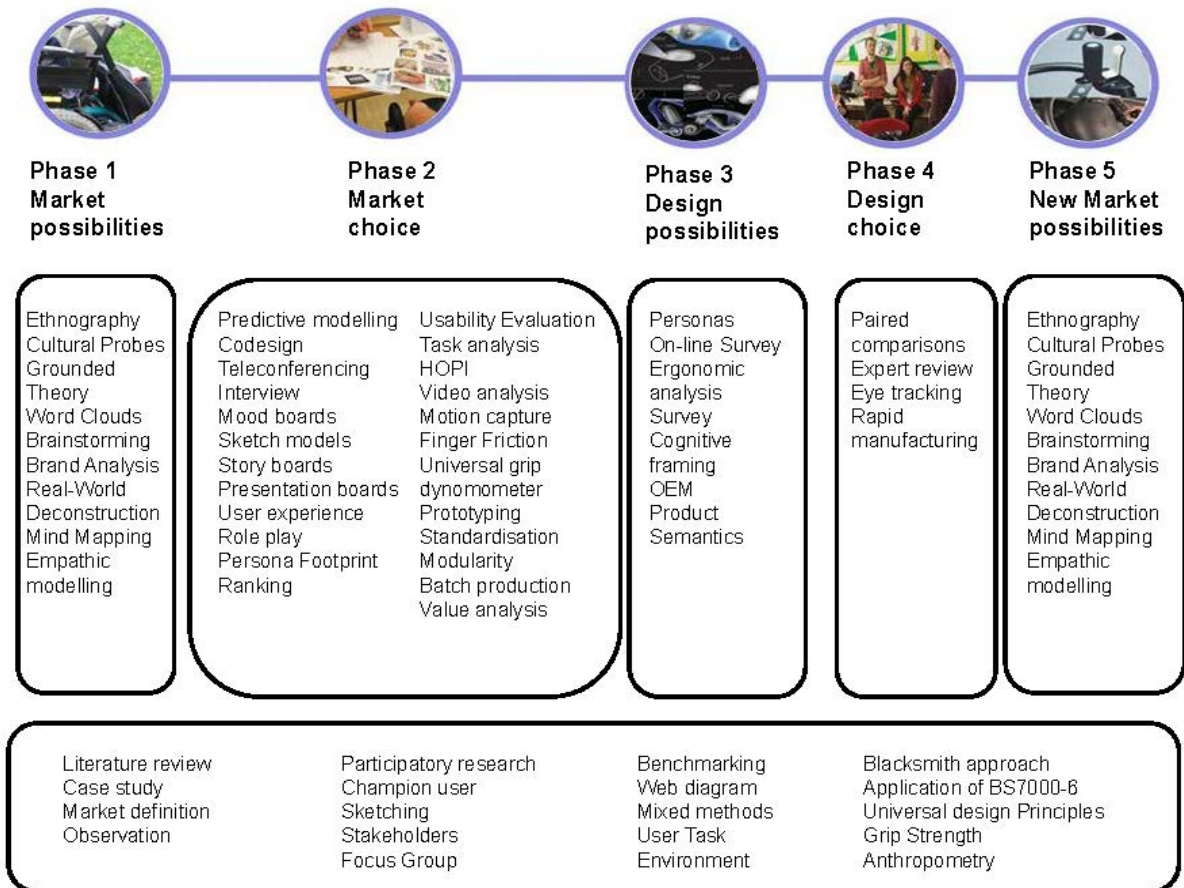 Phase 1
Market
possibilities
Phase 2
Market
choice
Phase 3
Design
possibilities
Phase 4
Design
choice
Phase 5
New Market
possibilities
Ethnography
Cultural Probes
Grounded
Theory
Word Clouds
Brainstorming
Brand Analysis
Real-World
Deconstruction
Mind Mapping
Empathic
modelling
Predictive modelling
Codesign
Teleconferencing
Interview
Mood boards
Sketch models
Story boards
Presentation boards
User experience
Role play
Persona Footprint
Ranking
Usability Evaluation
Task analysis
HOPI
Video analysis
Motion capture
Finger Friction
Universal grip
dynomometer
Prototyping
Standardisation
Modularity
Batch production
Value analysis
Personas
On-line Survey
Ergonomic
analysis
Survey
Cognitive
framing
OEM
Product
Semantics
Paired
comparisons
Expert review
Eye tracking
Rapid
manufacturing
Ethnography
Cultural Probes
Grounded
Theory
Word Clouds
Brainstorming
Brand Analysis
Real-World
Deconstruction
Mind Mapping
Empathic
modelling
Literature review
Case study
Market definition
Observation
Participatory research
Champion user
Sketching
Stakeholders
Focus Group
Benchmarking
Web diagram
Mixed methods
User Task
Environment
Blacksmith approach
Application of BS7000-6
Universal design Principles
Grip Strength
Anthropometry